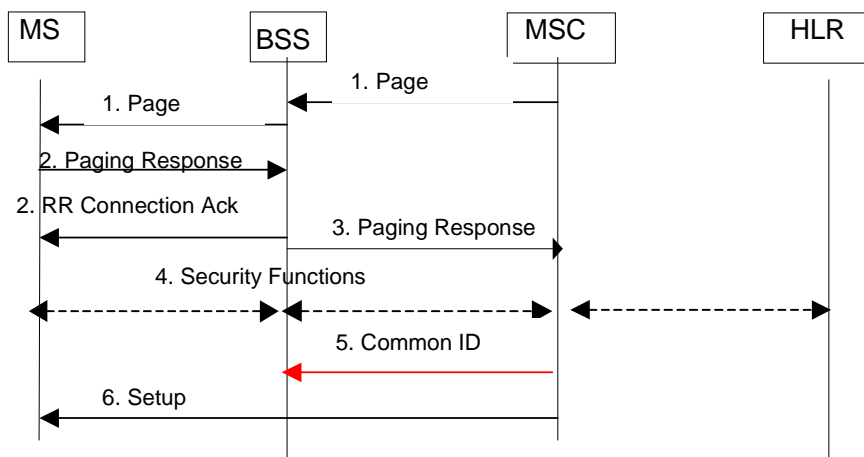 MS
BSS
MSC
HLR
1. Page
1. Page
2. Paging Response
2. RR Connection Ack
3. Paging Response
4. Security Functions
5. Common ID
6. Setup